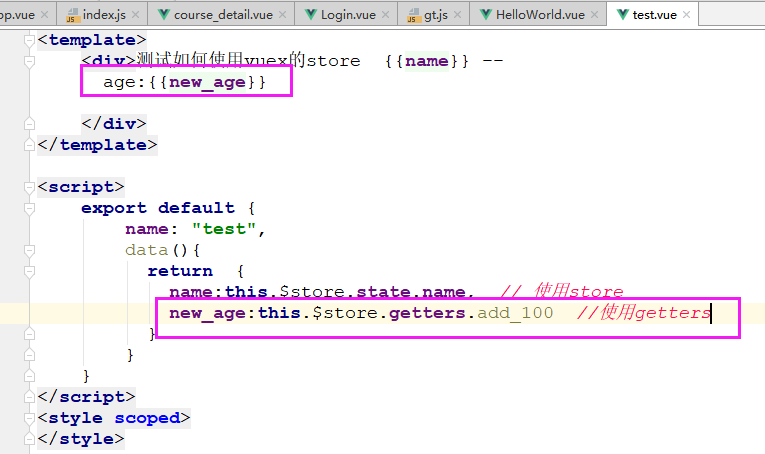 pp.vue index.js course_detail.vue Login.vue gt.js HelloWorld.vue test.vue
<template>
<div>测试如何使用vuex的store {{name}} --
age:{{new_age}}
</div>
</template>
<script>
export default {
name: "test",
data(){
return {
name:this.$store.state.name, // 使用store
new_age:this.$store.getters.add_100 //使用getters
}
}
}
</script>
<style scoped>
</style>